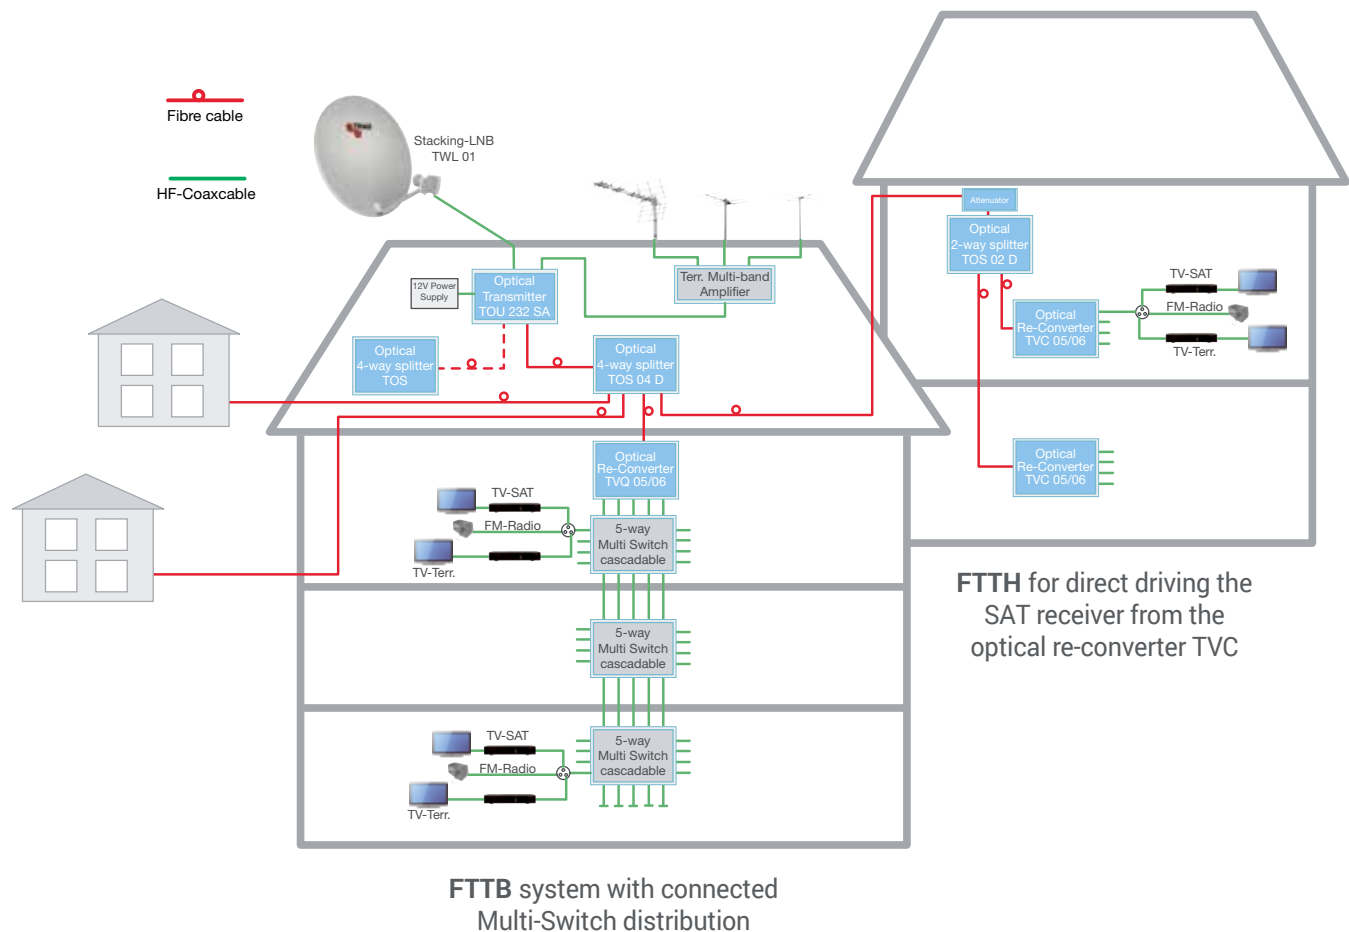 Fibre cable
HF-Coaxcable
Stacking-LNB
TWL 01
12V Power
Supply
Optical
Transmitter
TOU 232 SA
Terr. Multi-band
Amplifier
Optical
4-way splitter
TOS
Optical
4-way splitter
TOS 04 D
Attenuator
Optical
2-way splitter
TOS 02 D
Optical
Re-Converter
TVC 05/06
TV-SAT
FM-Radio
TV-Terr.
Optical
Re-Converter
TVC 05/06
Optical
Re-Converter
TVQ 05/06
TV-SAT
FM-Radio
TV-Terr.
5-way
Multi Switch
cascadable
5-way
Multi Switch
cascadable
TV-SAT
FM-Radio
TV-Terr.
5-way
Multi Switch
cascadable
FTTH for direct driving the
SAT receiver from the
optical re-converter TVC
FTTB system with connected
Multi-Switch distribution